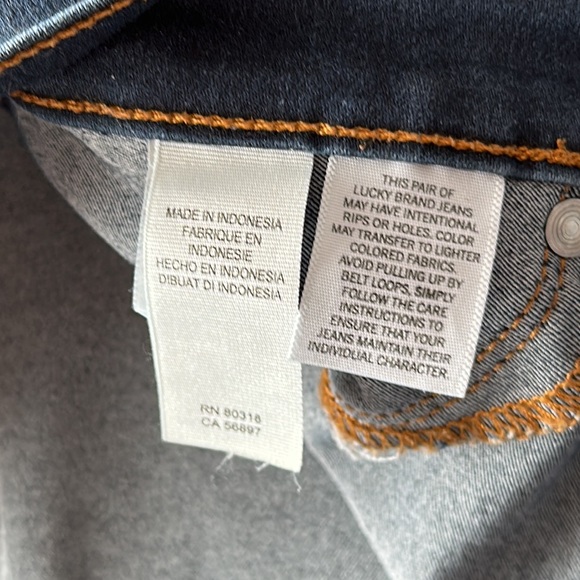 MADE IN INDONESIA
FABRIQUE EN
INDONESIE
HECHO EN INDONESIA
DIBUAT DI INDONESIA
RN 80318
CA 56897
THIS PAIR OF
LUCKY BRAND JEANS
MAY HAVE INTENTIONAL
RIPS OR HOLES. COLOR
MAY TRANSFER TO LIGHTER
COLORED FABRICS.
AVOID PULLING UP BY
BELT LOOPS. SIMPLY
FOLLOW THE CARE
INSTRUCTIONS TO
ENSURE THAT YOUR
JEANS MAINTAIN THEIR
INDIVIDUAL CHARACTER.